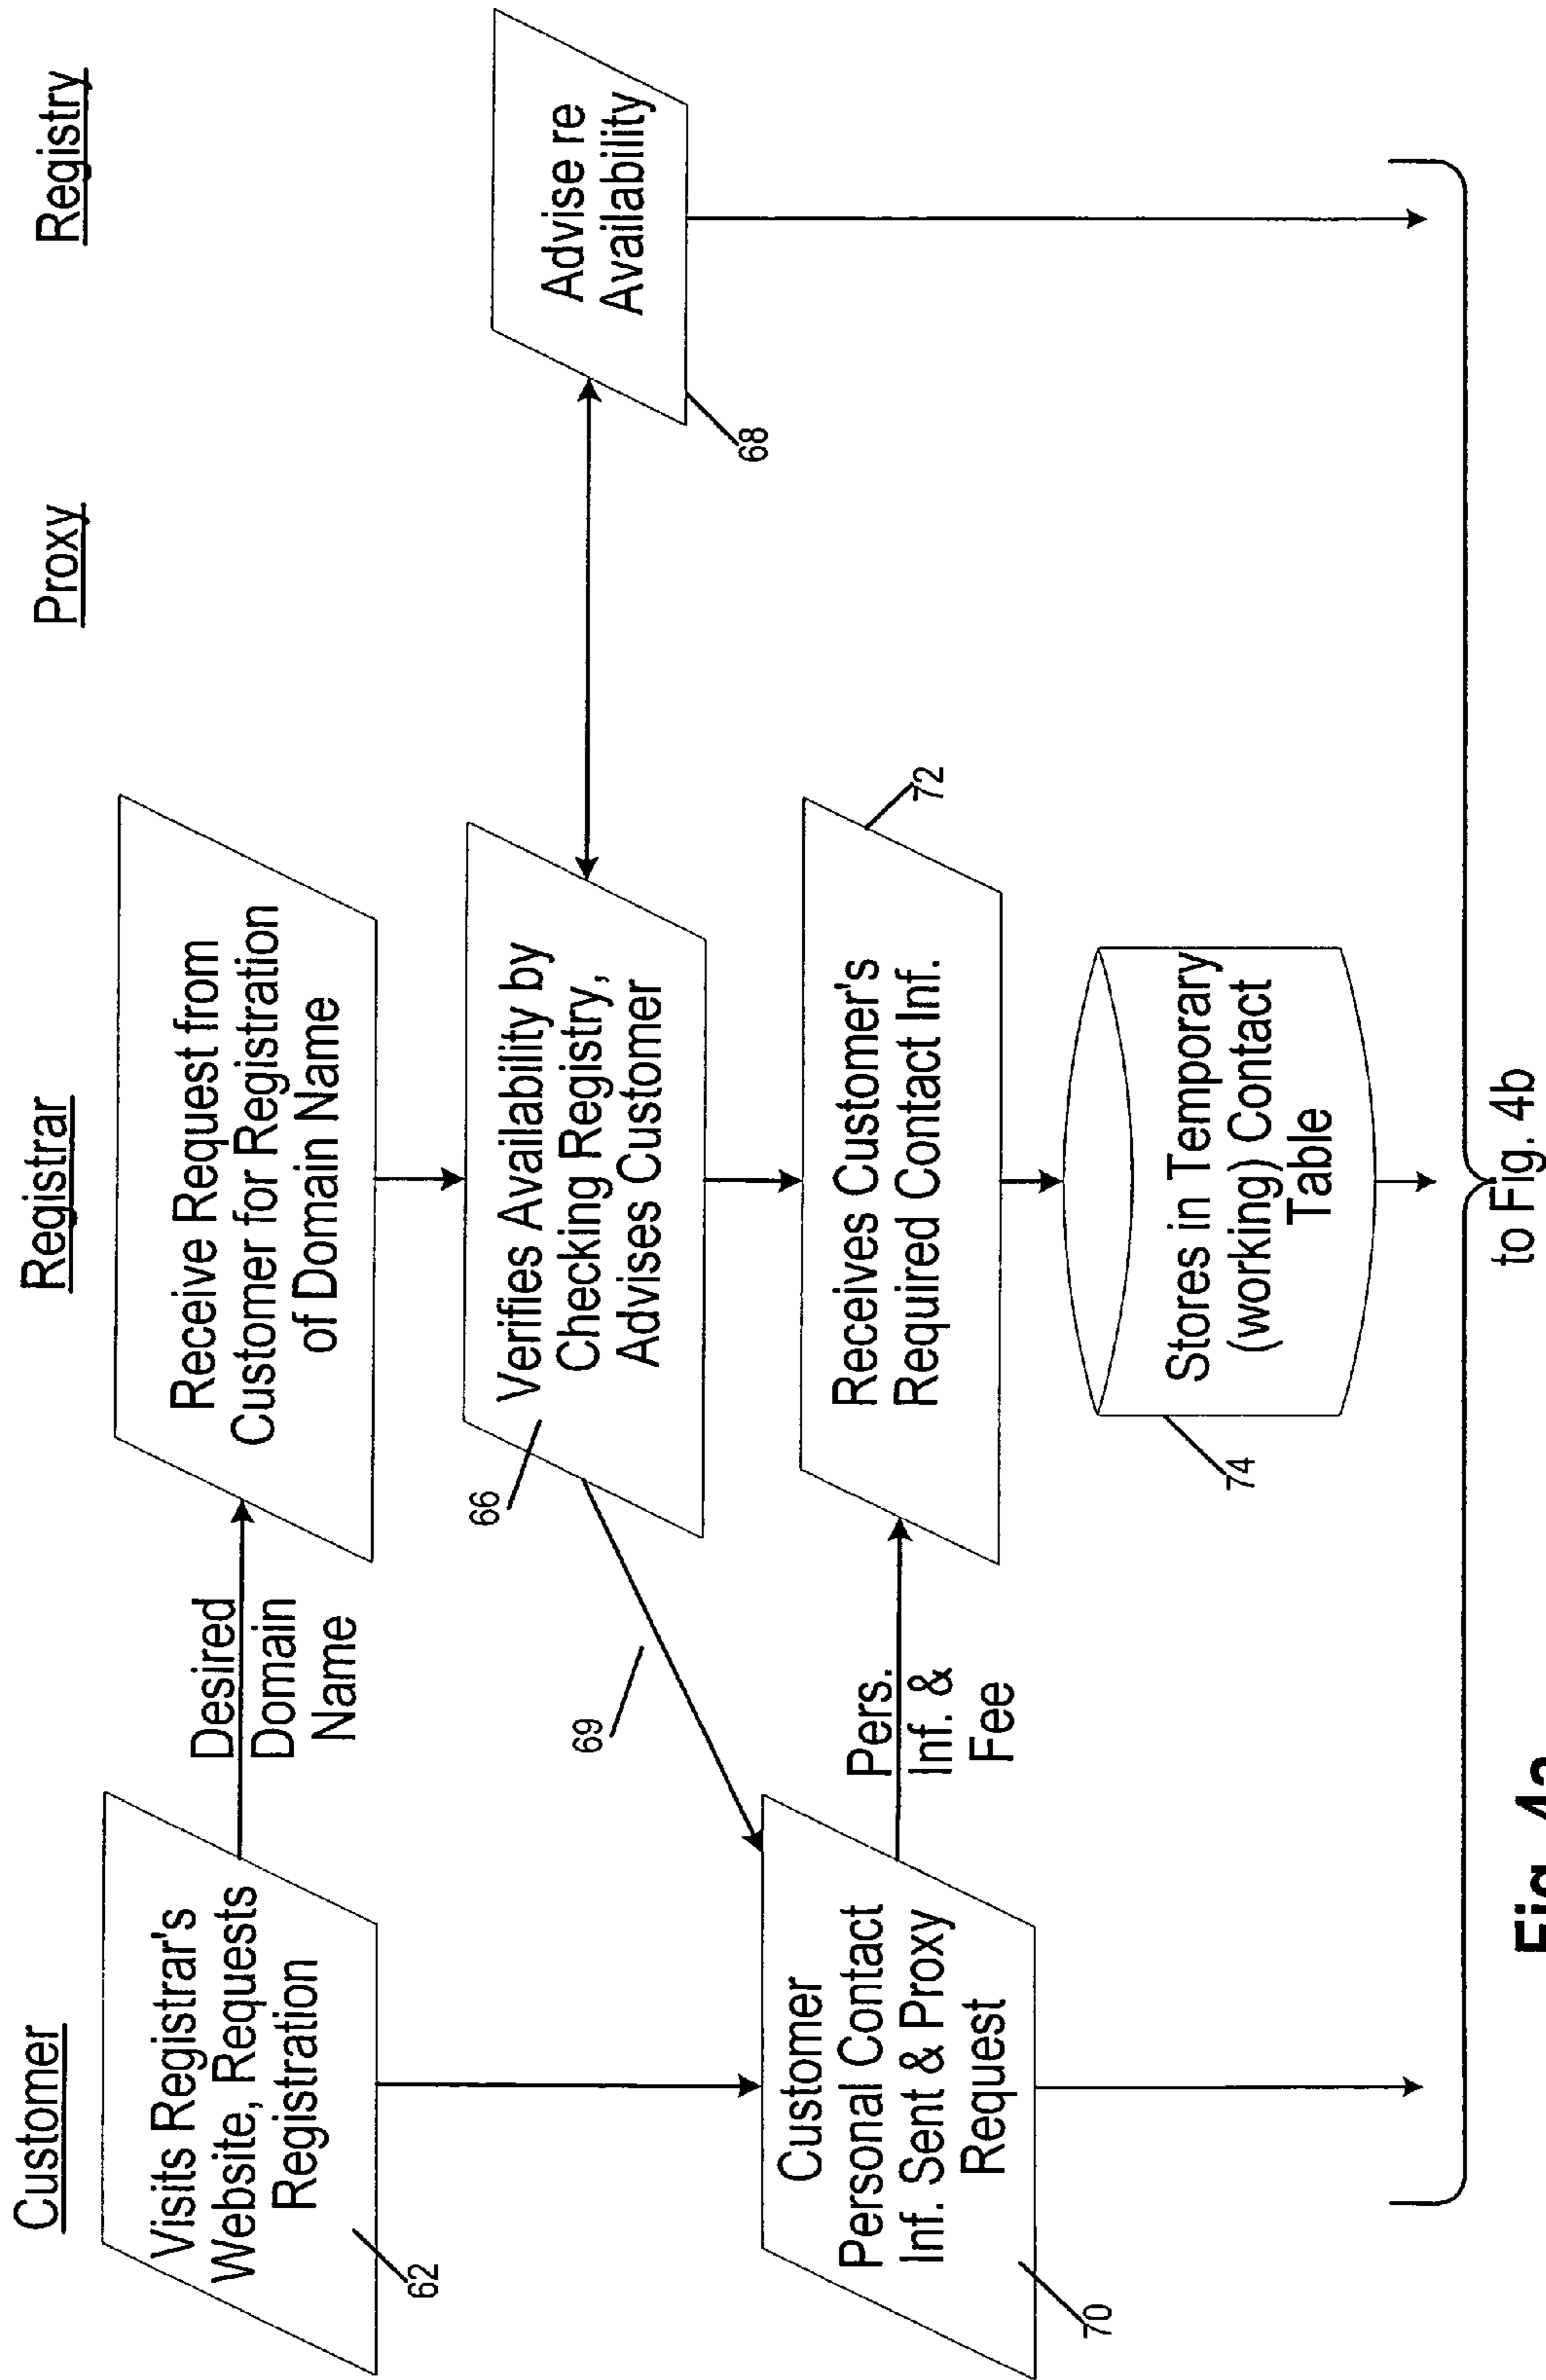 Customer
Registrar
Proxy
Registry
Visits Registrar's
Website, Requests
Registration
62
Desired
Domain
Name
Receive Request from
Customer for Registration
of Domain Name
Verifies Availability by
Checking Registry,
Advises Customer
66
Advise re
Availability
68
69
Customer
Personal Contact
Inf. Sent & Proxy
Request
70
Pers.
Inf. &
Fee
Receives Customer's
Required Contact Inf.
72
Stores in Temporary
(working) Contact
Table
74
to Fig. 4b
Fig. 4a